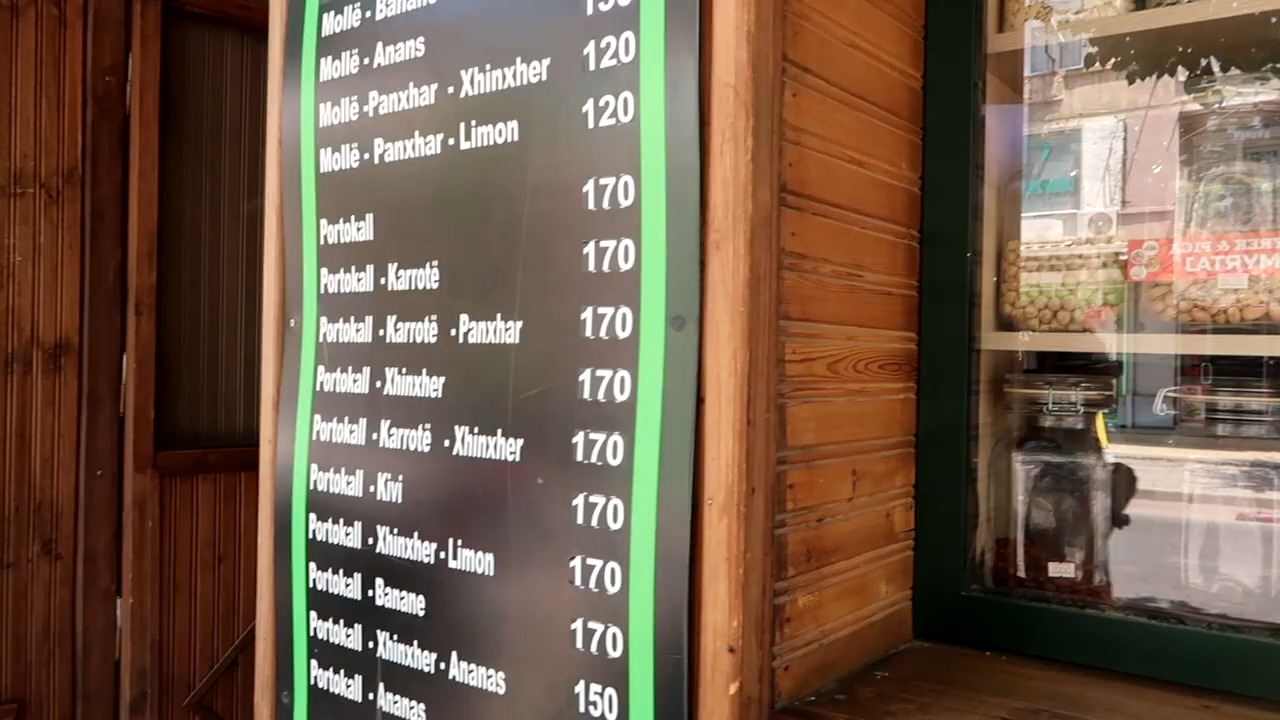 Mollë - Banane 150
Mollë - Anans 120
Mollë -Panxhar - Xhinxher 120
Mollë - Panxhar - Limon
Portokall 170
Portokall - Karrotë 170
Portokall - Karrotë - Panxhar 170
Portokall - Xhinxher 170
Portokall - Karrotë - Xhinxher 170
Portokall - Kivi 170
Portokall - Xhinxher - Limon 170
Portokall - Banane 170
Portokall - Xhinxher - Ananas 150
Portokall - Ananas